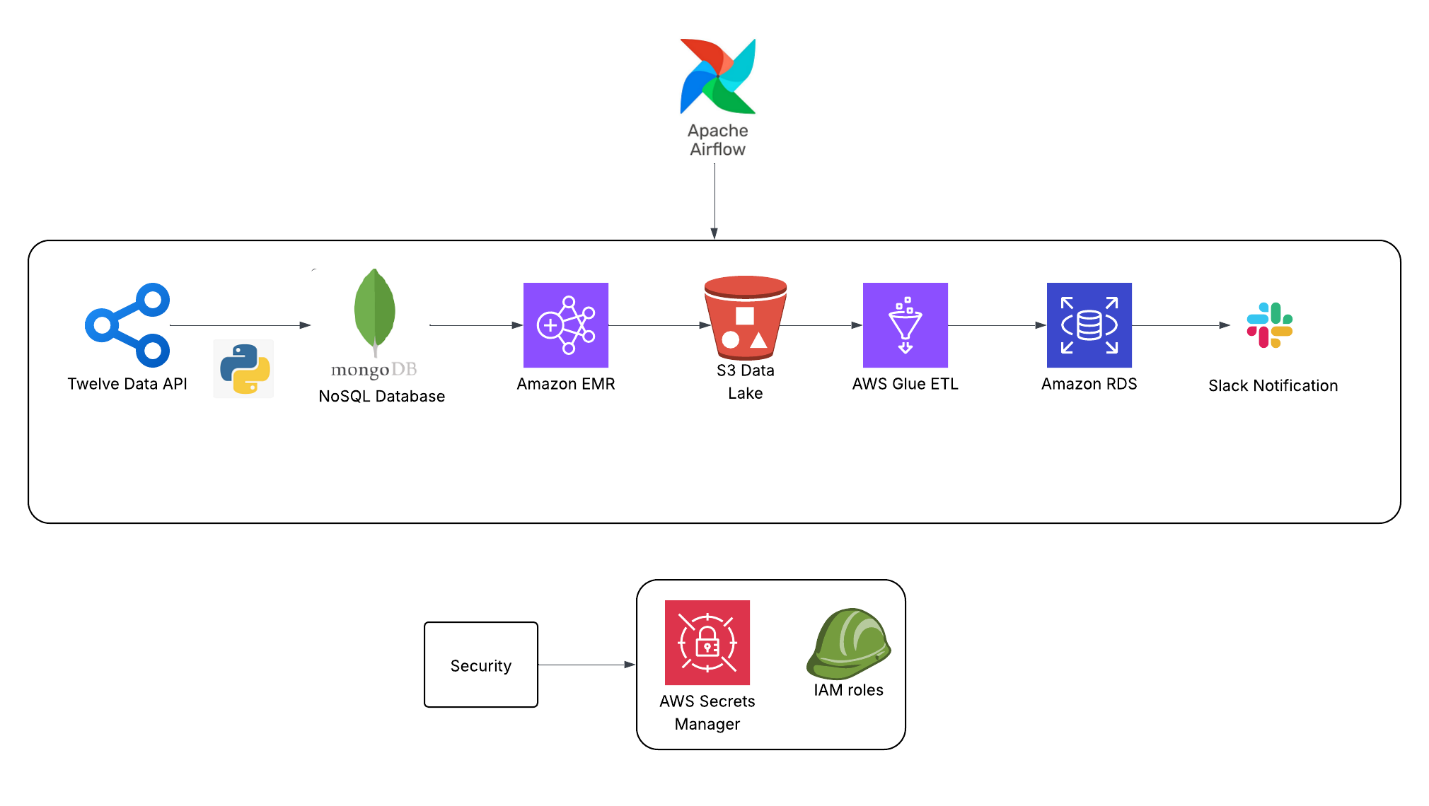 Apache
Airflow
Twelve Data API
mongoDB
NoSQL Database
Amazon EMR
S3 Data
Lake
AWS Glue ETL
Amazon RDS
Slack Notification
Security
AWS Secrets
Manager
IAM roles